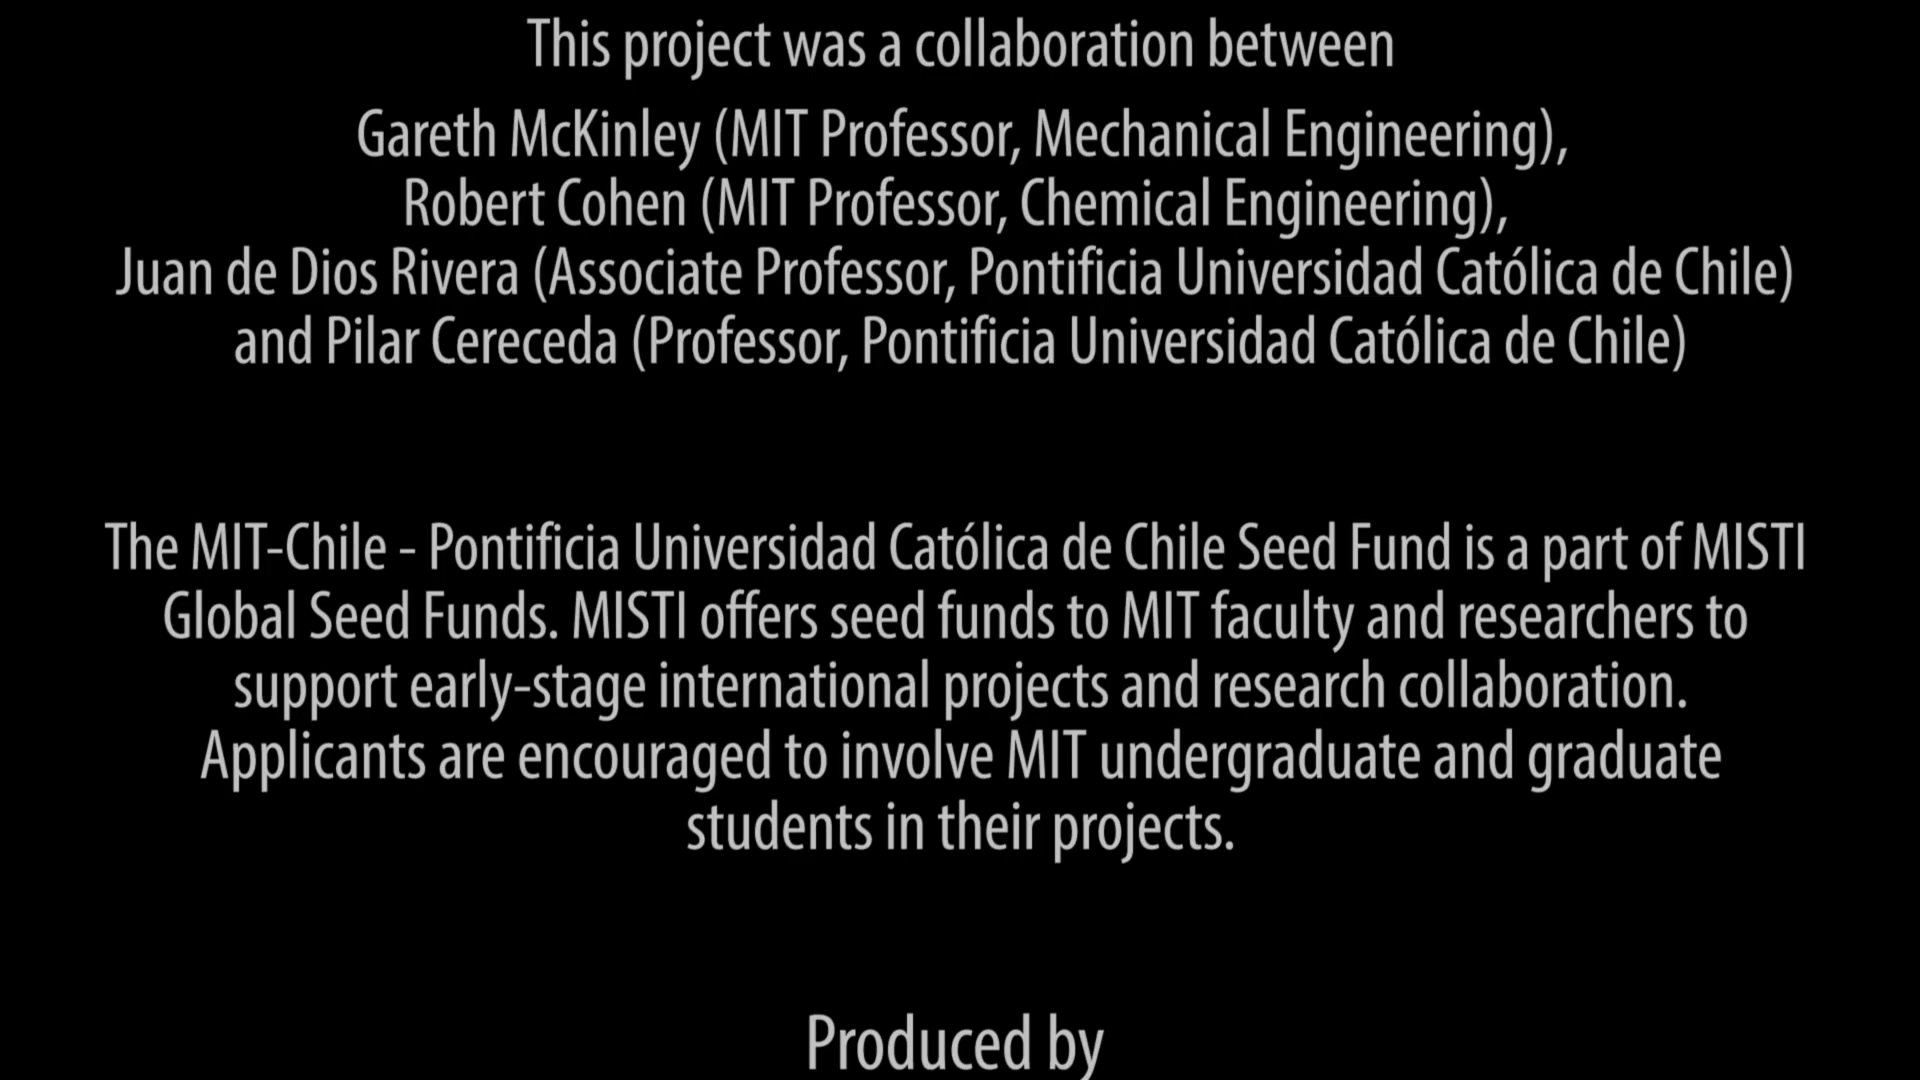 This project was a collaboration between
Gareth McKinley (MIT Professor, Mechanical Engineering),
Robert Cohen (MIT Professor, Chemical Engineering),
Juan de Dios Rivera (Associate Professor, Pontificia Universidad Católica de Chile)
and Pilar Cereceda (Professor, Pontificia Universidad Católica de Chile)
The MIT-Chile - Pontificia Universidad Católica de Chile Seed Fund is a part of MISTI
Global Seed Funds. MISTI offers seed funds to MIT faculty and researchers to
support early-stage international projects and research collaboration.
Applicants are encouraged to involve MIT undergraduate and graduate
students in their projects.
Produced by